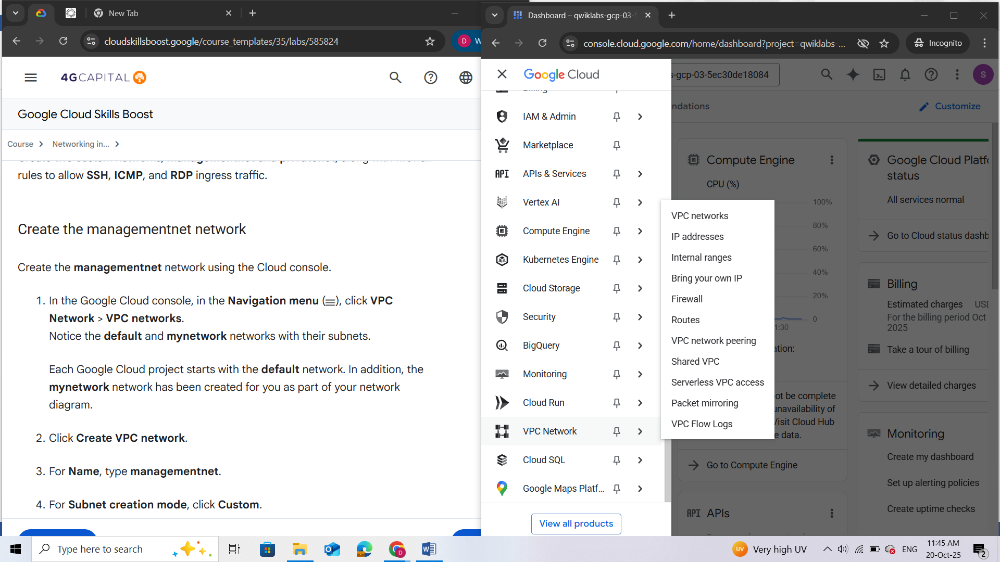 New Tab
cloudskillsboost.google/course_templates/35/labs/585824
D
W
4GCAPITAL
Google Cloud Skills Boost
Course
Networking in...
rules to allow SSH, ICMP, and RDP ingress traffic.
Create the managementnet network
Create the managementnet network using the Cloud console.
1. In the Google Cloud console, in the Navigation menu (≡), click VPC
Network > VPC networks.
Notice the default and mynetwork networks with their subnets.
Each Google Cloud project starts with the default network. In addition, the
mynetwork network has been created for you as part of your network
diagram.
2. Click Create VPC network.
3. For Name, type managementnet.
4. For Subnet creation mode, click Custom.
Dashboard – qwiklabs-gcp-03-5
console.cloud.google.com/home/dashboard?project=qwiklabs-...
Incognito
Google Cloud
s-gcp-03-5ec30de18084
S
Billing
IAM & Admin
Marketplace
API APIs & Services
Vertex AI
Compute Engine
Kubernetes Engine
Cloud Storage
Security
BigQuery
Monitoring
Cloud Run
VPC Network
Cloud SQL
Google Maps Platf...
View all products
VPC networks
IP addresses
Internal ranges
Bring your own IP
Firewall
Routes
VPC network peering
Shared VPC
Serverless VPC access
Packet mirroring
VPC Flow Logs
ndations
Customize
Compute Engine
CPU (%)
100%
80%
60%
40%
20%
0
1:30
ation:
ot be complete
unavailability of
Visit Cloud Hub
e data.
Go to Compute Engine
API APIs
Google Cloud Platfo
status
All services normal
Go to Cloud status dashb
Billing
Estimated charges USD
For the billing period Oct
2025
Take a tour of billing
View detailed charges
Monitoring
Create my dashboard
Set up alerting policies
Create uptime checks
Type here to search
D
UV Very high UV
ENG
11:45 AM
20-Oct-25
2